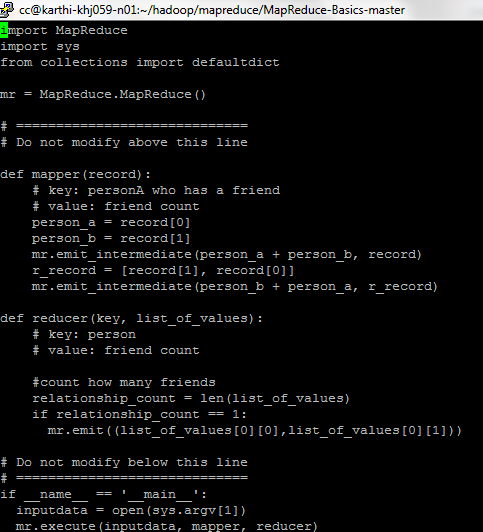 cc@karthi-khj059-n01:~/hadoop/mapreduce/MapReduce-Basics-master
import MapReduce
import sys
from collections import defaultdict
mr = MapReduce.MapReduce()
# =============================
# Do not modify above this line
def mapper(record):
    # key: personA who has a friend
    # value: friend count
    person_a = record[0]
    person_b = record[1]
    mr.emit_intermediate(person_a + person_b, record)
    r_record = [record[1], record[0]]
    mr.emit_intermediate(person_b + person_a, r_record)
def reducer(key, list_of_values):
    # key: person
    # value: friend count
    #count how many friends
    relationship_count = len(list_of_values)
    if relationship_count == 1:
      mr.emit((list_of_values[0][0],list_of_values[0][1]))
# Do not modify below this line
# =============================
if __name__ == '__main__':
  inputdata = open(sys.argv[1])
  mr.execute(inputdata, mapper, reducer)